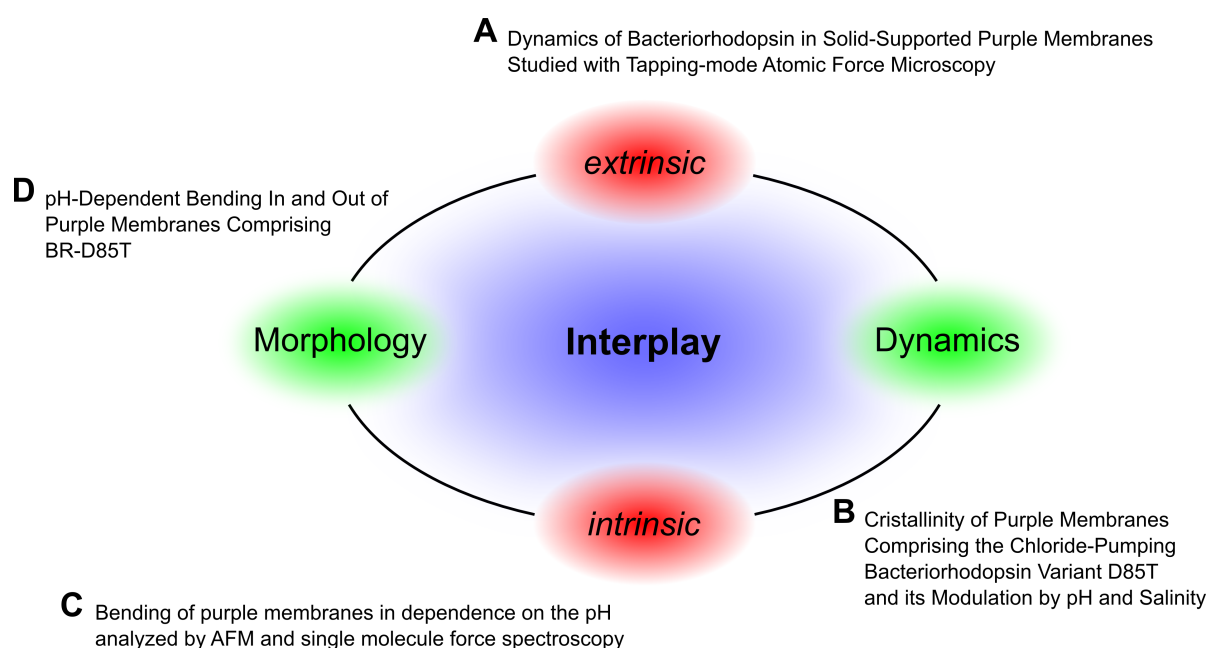 A Dynamics of Bacteriorhodopsin in Solid-Supported Purple Membranes
Studied with Tapping-mode Atomic Force Microscopy
extrinsic
D pH-Dependent Bending In and Out of
Purple Membranes Comprising
BR-D85T
Morphology
Interplay
Dynamics
intrinsic
B Cristallinity of Purple Membranes
Comprising the Chloride-Pumping
Bacteriorhodopsin Variant D85T
and its Modulation by pH and Salinity
C Bending of purple membranes in dependence on the pH
analyzed by AFM and single molecule force spectroscopy